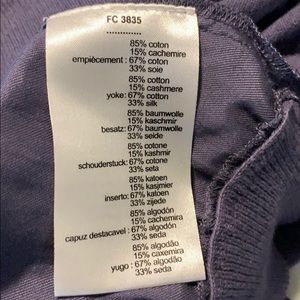 FC 3835
.............
85% coton
15% cachemire
empiècement : 67% coton
33% soie
85% cotton
15% cashmere
yoke: 67% cotton
33% silk
85% baumwolle
15% kaschmir
besatz: 67% baumwolle
33% seide
85% cotone
15% kashmir
schouderstuck: 67% cotone
33% seta
85% katoen
15% kasjmier
inserto: 67% katoen
33% zijede
85% algodón
15% cachemira
capuz destacavel : 67% algodón
33% seda
85% algodão
15% caxemira
yugo : 67% algodão
33% seda